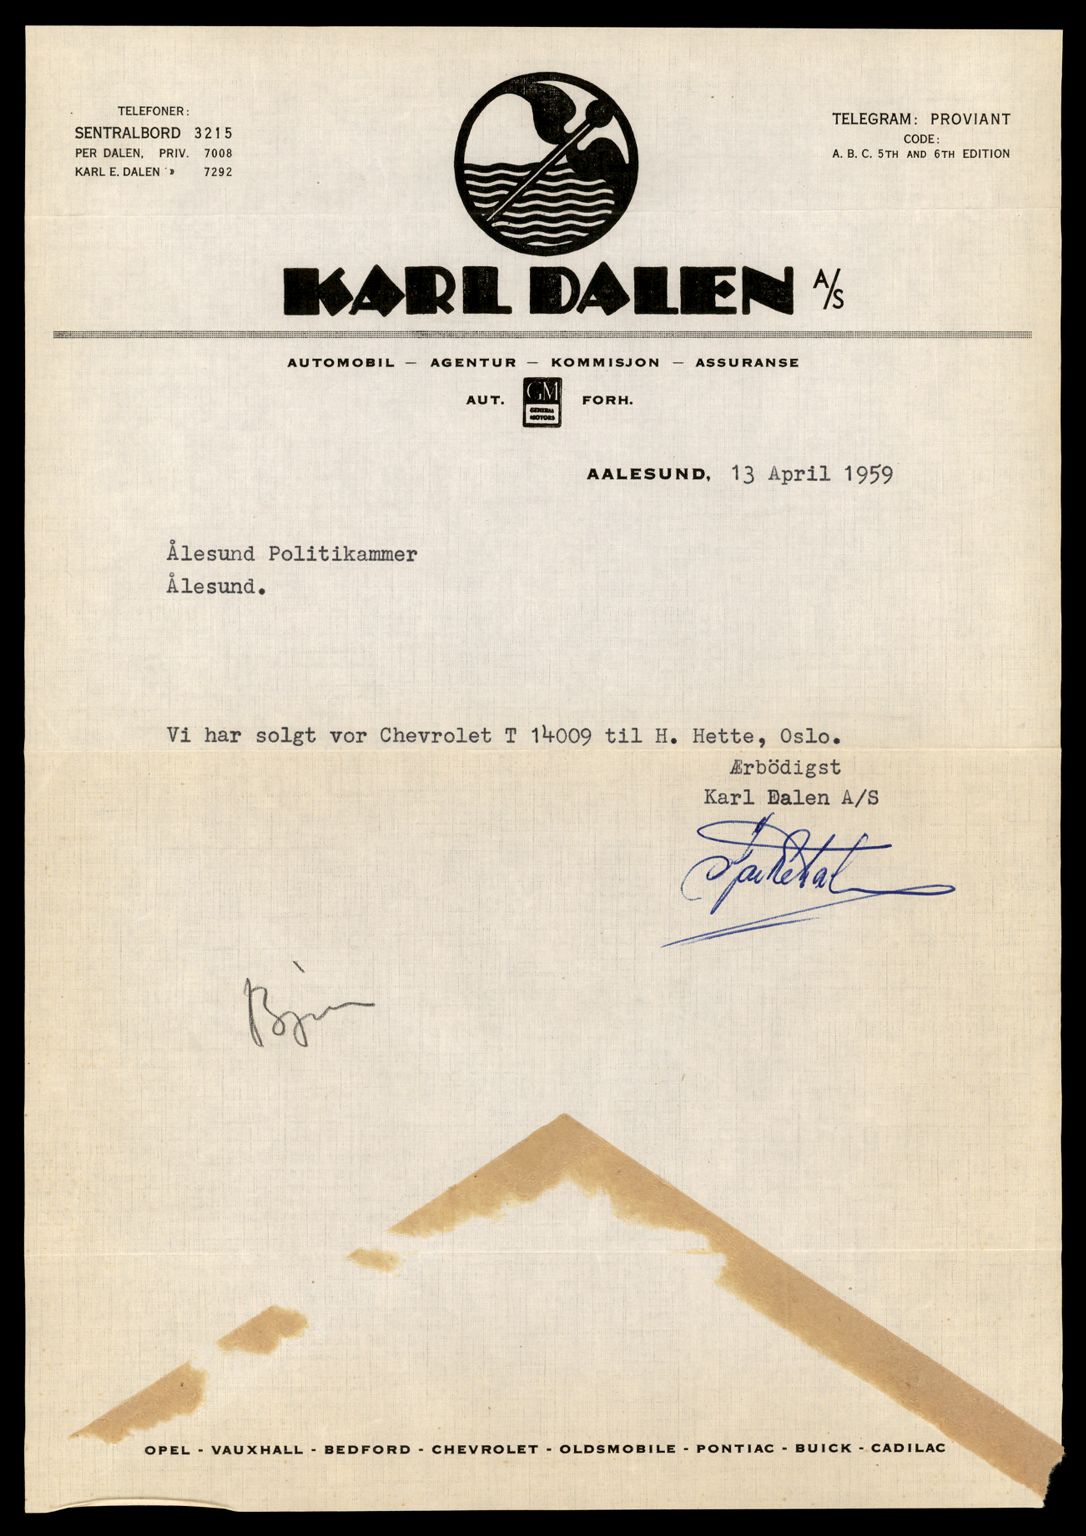 TELEFONER:
SENTRALBORD 3215
PER DALEN, PRIV. 7008
KARL E. DALEN » 7292
TELEGRAM: PROVIANT
CODE:
A. B. C. 5TH AND 6TH EDITION
KARL DALEN A/S
AUTOMOBIL — AGENTUR — KOMMISJON — ASSURANSE
AUT. GM GENERAL MOTORS FORH.
AALESUND, 13 April 1959
Ålesund Politikammer
Ålesund.
Vi har solgt vor Chevrolet T 14009 til H. Hette, Oslo.
Ærbödigst
Karl Dalen A/S
OPEL - VAUXHALL - BEDFORD - CHEVROLET - OLDSMOBILE - PONTIAC - BUICK - CADILAC